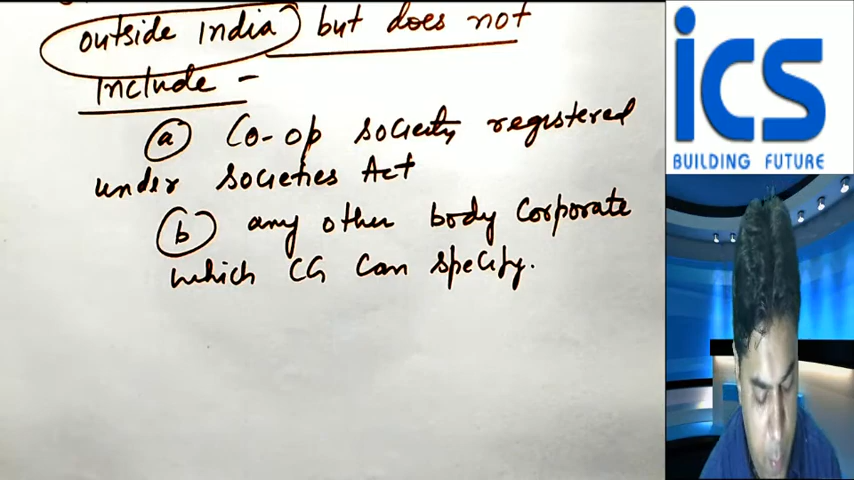 outside India but does not
include -
(a) Co-op society registered
under Societies Act
(b) any other body Corporate
which CG Can specify.
ics
BUILDING FUTURE